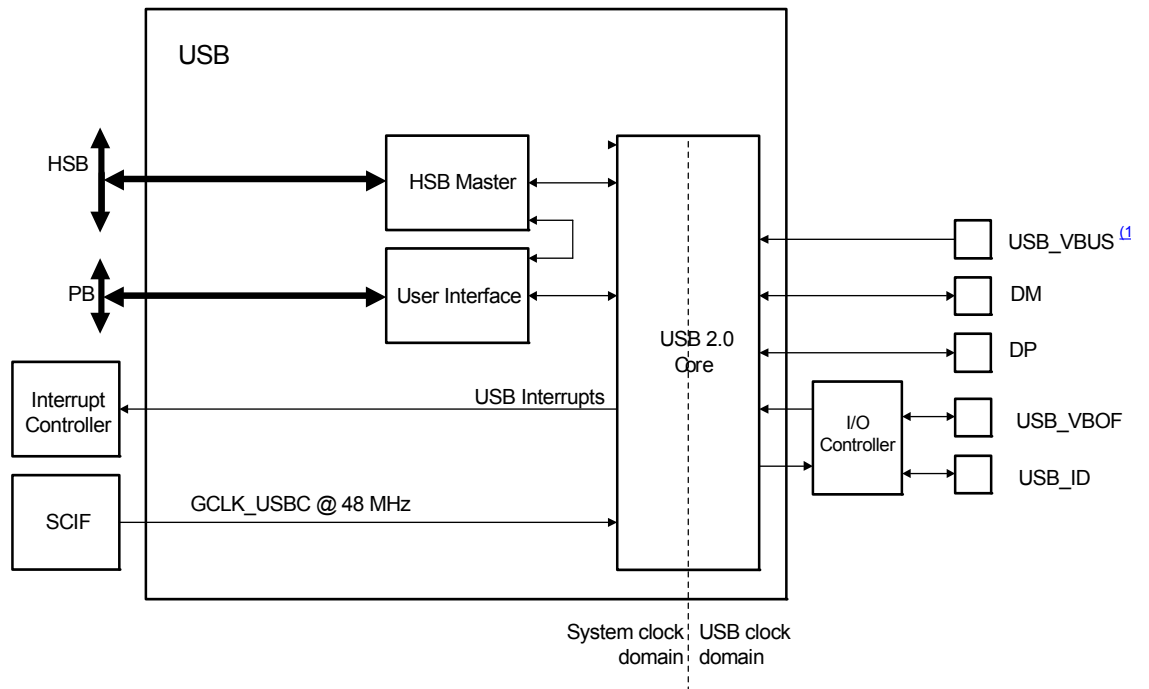 USB
HSB
HSB Master
USB_VBUS (1
PB
User Interface
DM
USB 2.0
Core
DP
Interrupt
Controller
USB Interrupts
I/O
Controller
USB_VBOF
USB_ID
SCIF
GCLK_USBC @ 48 MHz
System clock
domain
USB clock
domain